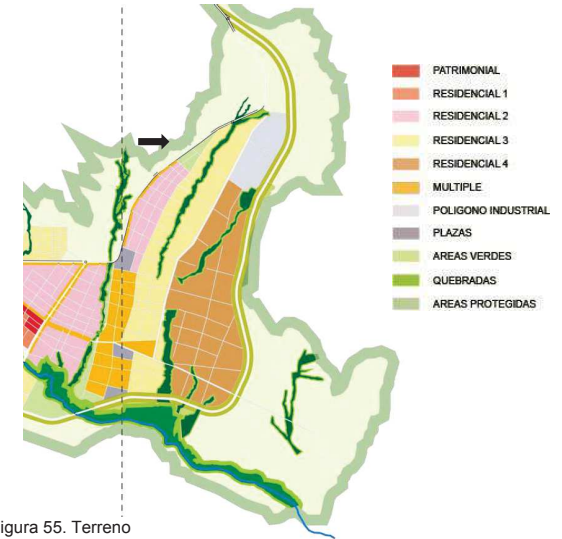 PATRIMONIAL
RESIDENCIAL 1
RESIDENCIAL 2
RESIDENCIAL 3
RESIDENCIAL 4
MULTIPLE
POLIGONO INDUSTRIAL
PLAZAS
AREAS VERDES
QUEBRADAS
AREAS PROTEGIDAS
igura 55. Terreno